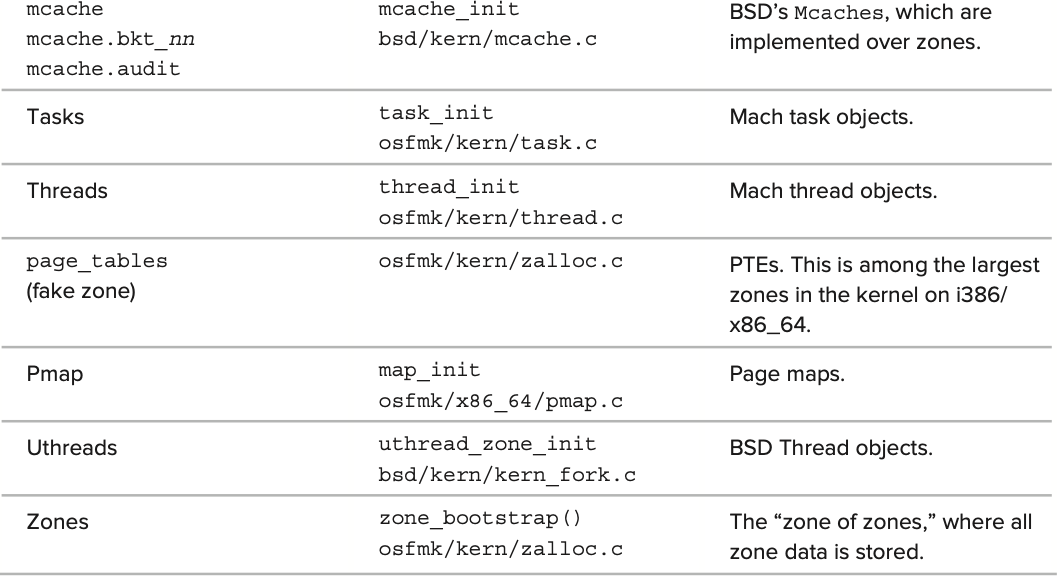 mcache mcache_init BSD’s Mcaches, which are
mcache.bkt_nn bsd/kern/mcache.c implemented over zones.
mcache.audit
Tasks task_init Mach task objects.
osfmk/kern/task.c
Threads thread_init Mach thread objects.
osfmk/kern/thread.c
page_tables osfmk/kern/zalloc.c PTEs. This is among the largest
(fake zone) zones in the kernel on i386/
x86_64.
Pmap map_init Page maps.
osfmk/x86_64/pmap.c
Uthreads uthread_zone_init BSD Thread objects.
bsd/kern/kern_fork.c
Zones zone_bootstrap() The “zone of zones,” where all
osfmk/kern/zalloc.c zone data is stored.